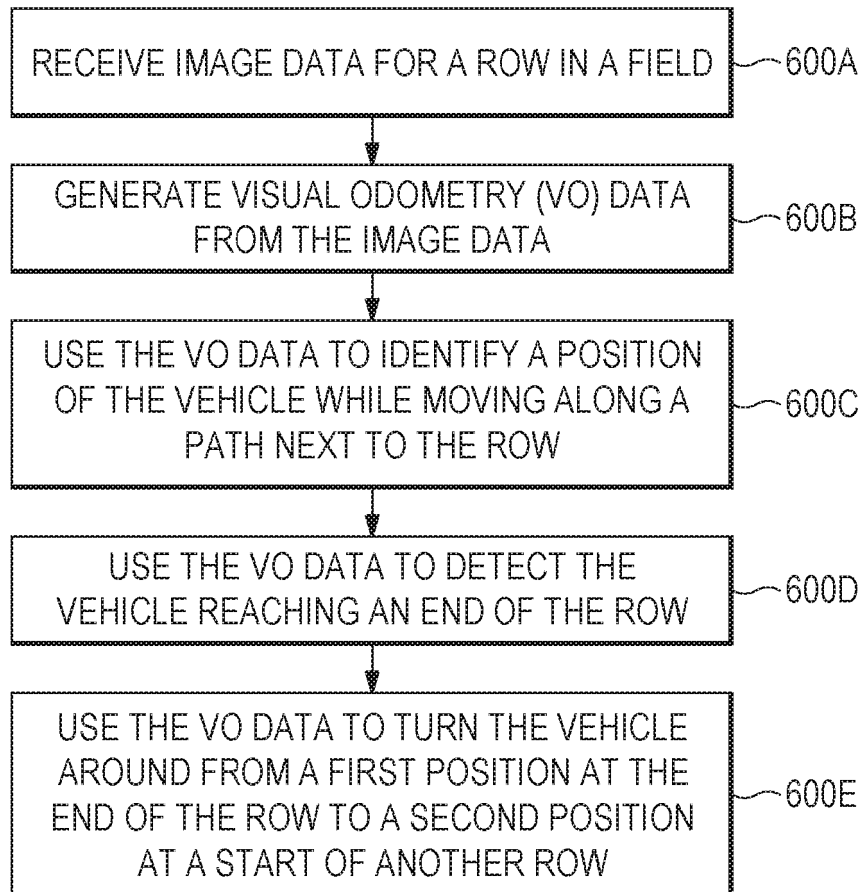 RECEIVE IMAGE DATA FOR A ROW IN A FIELD
600A
GENERATE VISUAL ODOMETRY (VO) DATA
FROM THE IMAGE DATA
600B
USE THE VO DATA TO IDENTIFY A POSITION
OF THE VEHICLE WHILE MOVING ALONG A
PATH NEXT TO THE ROW
600C
USE THE VO DATA TO DETECT THE
VEHICLE REACHING AN END OF THE ROW
600D
USE THE VO DATA TO TURN THE VEHICLE
AROUND FROM A FIRST POSITION AT THE
END OF THE ROW TO A SECOND POSITION
AT A START OF ANOTHER ROW
600E